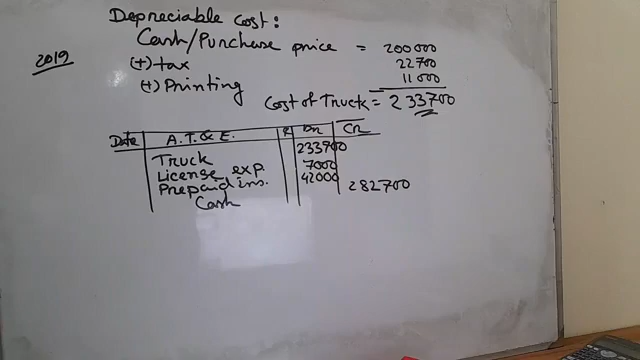 Depreciable Cost:
2019
Cash/Purchase price = 200000
(+) tax 22700
(+) Printing 11000
Cost of Truck = 233700
Date A.T. & E. R DR CR
Truck 233700
License exp. 7000
Prepaid ins. 42000
Cash 282700